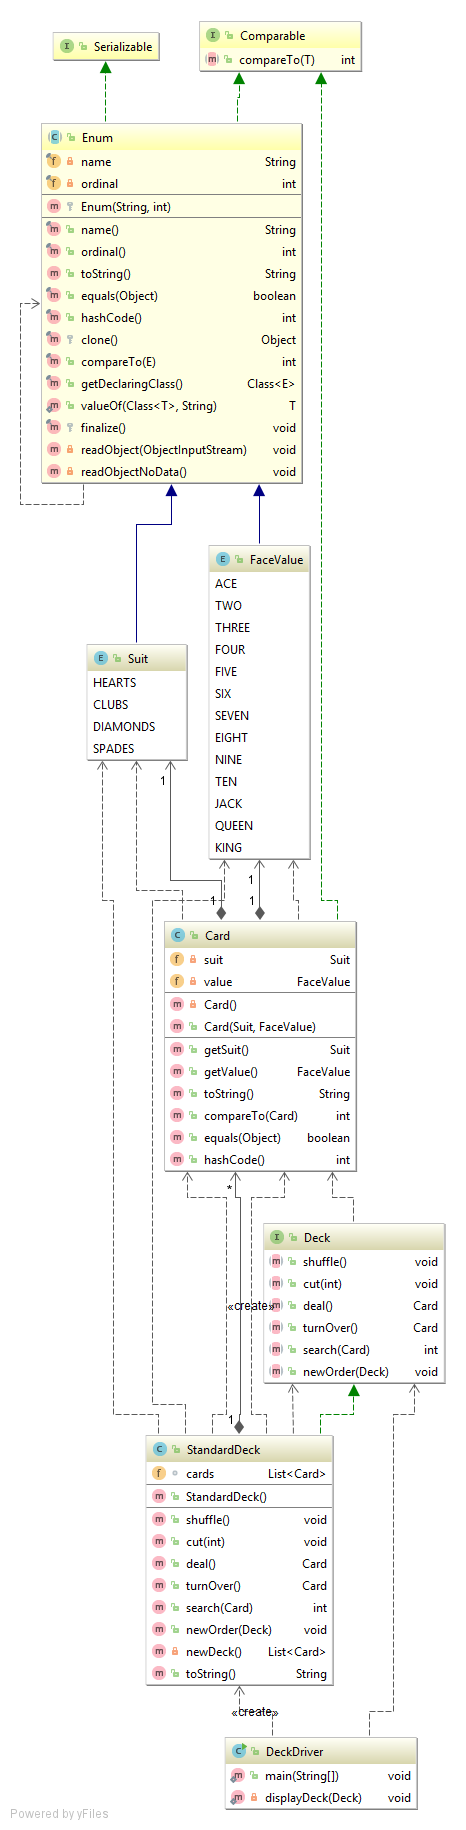 Serializable
Comparable
compareTo(T) int
Enum
name String
ordinal int
Enum(String, int)
name() String
ordinal() int
toString() String
equals(Object) boolean
hashCode() int
clone() Object
compareTo(E) int
getDeclaringClass() Class<E>
valueOf(Class<T>, String) T
finalize() void
readObject(ObjectInputStream) void
readObjectNoData() void
FaceValue
ACE
TWO
THREE
FOUR
FIVE
SIX
SEVEN
EIGHT
NINE
TEN
JACK
QUEEN
KING
Suit
HEARTS
CLUBS
DIAMONDS
SPADES
1
1
1
1
Card
suit Suit
value FaceValue
Card()
Card(Suit, FaceValue)
getSuit() Suit
getValue() FaceValue
toString() String
compareTo(Card) int
equals(Object) boolean
hashCode() int
*
Deck
shuffle() void
cut(int) void
deal() Card
turnOver() Card
search(Card) int
newOrder(Deck) void
«create»
1
StandardDeck
cards List<Card>
StandardDeck()
shuffle() void
cut(int) void
deal() Card
turnOver() Card
search(Card) int
newOrder(Deck) void
newDeck() List<Card>
toString() String
«create»
DeckDriver
main(String[]) void
displayDeck(Deck) void
Powered by yFiles